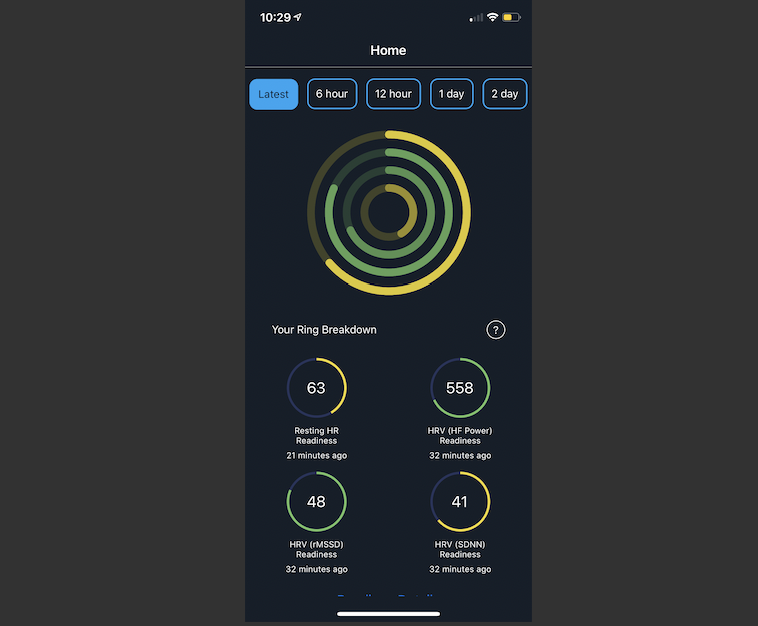 10:29
Home
Latest
6 hour
12 hour
1 day
2 day
Your Ring Breakdown
?
63
Resting HR
Readiness
21 minutes ago
558
HRV (HF Power)
Readiness
32 minutes ago
48
HRV (rMSSD)
Readiness
32 minutes ago
41
HRV (SDNN)
Readiness
32 minutes ago